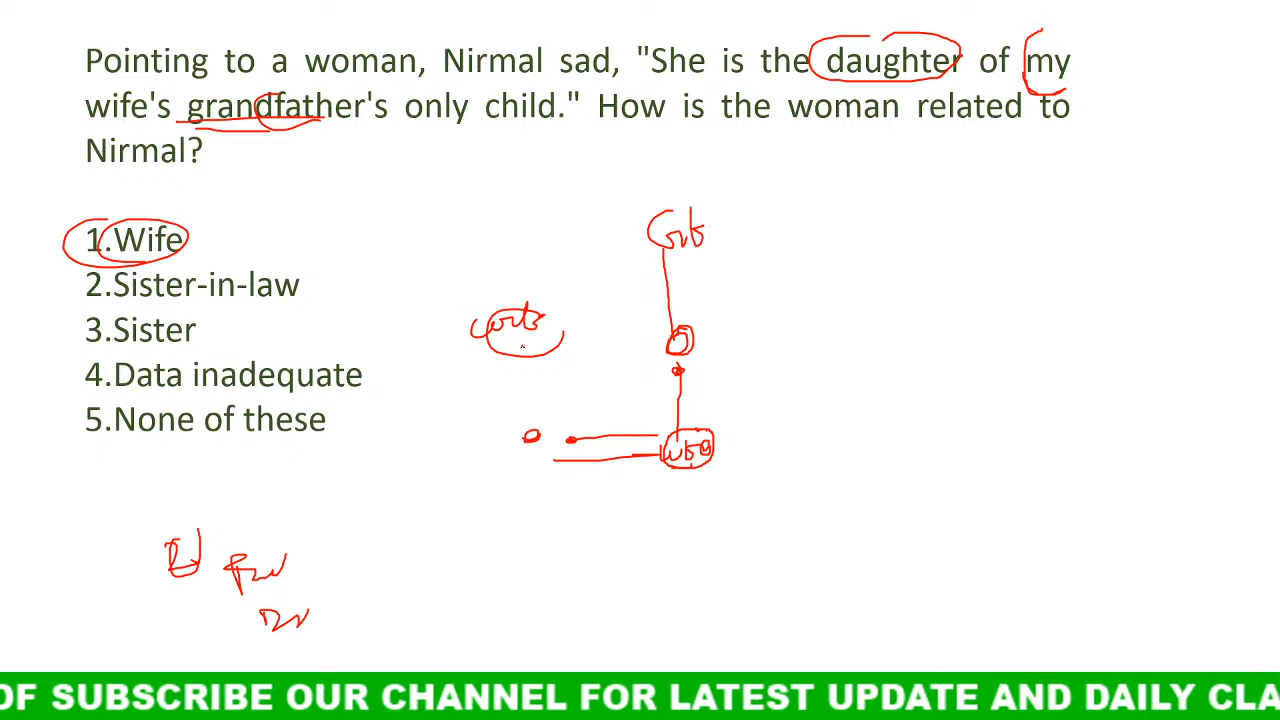 Pointing to a woman, Nirmal sad, "She is the daughter of my
wife's grandfather's only child." How is the woman related to
Nirmal?
1.Wife
2.Sister-in-law
3.Sister
4.Data inadequate
5.None of these
OF SUBSCRIBE OUR CHANNEL FOR LATEST UPDATE AND DAILY CLA